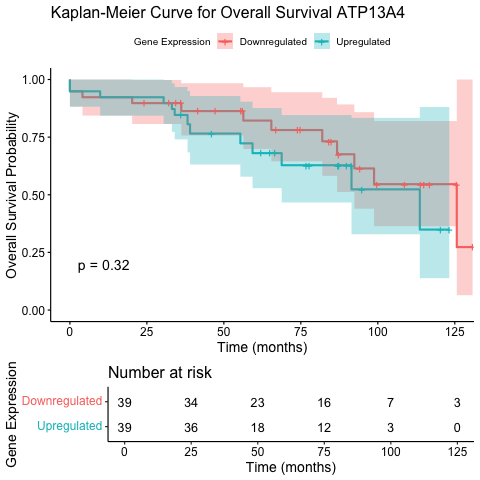 Kaplan-Meier Curve for Overall Survival ATP13A4
Gene Expression Downregulated Upregulated
Overall Survival Probability
1.00
0.75
0.50
0.25
0.00
p = 0.32
0 25 50 75 100 125
Time (months)
Number at risk
Gene Expression
Downregulated 39 34 23 16 7 3
Upregulated 39 36 18 12 3 0
0 25 50 75 100 125
Time (months)